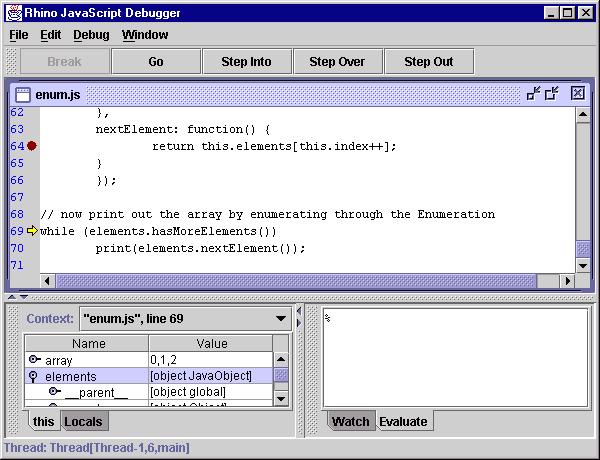 Rhino JavaScript Debugger
File Edit Debug Window
Break Go Step Into Step Over Step Out
enum.js
62 },
63 nextElement: function() {
64 return this.elements[this.index++];
65 }
66 });
67
68 // now print out the array by enumerating through the Enumeration
69 while (elements.hasMoreElements())
70 print(elements.nextElement());
71
Context: "enum.js", line 69
Name Value
array 0,1,2
elements [object JavaObject]
__parent__ [object global]
this Locals
%
Watch Evaluate
Thread: Thread[Thread-1,6,main]